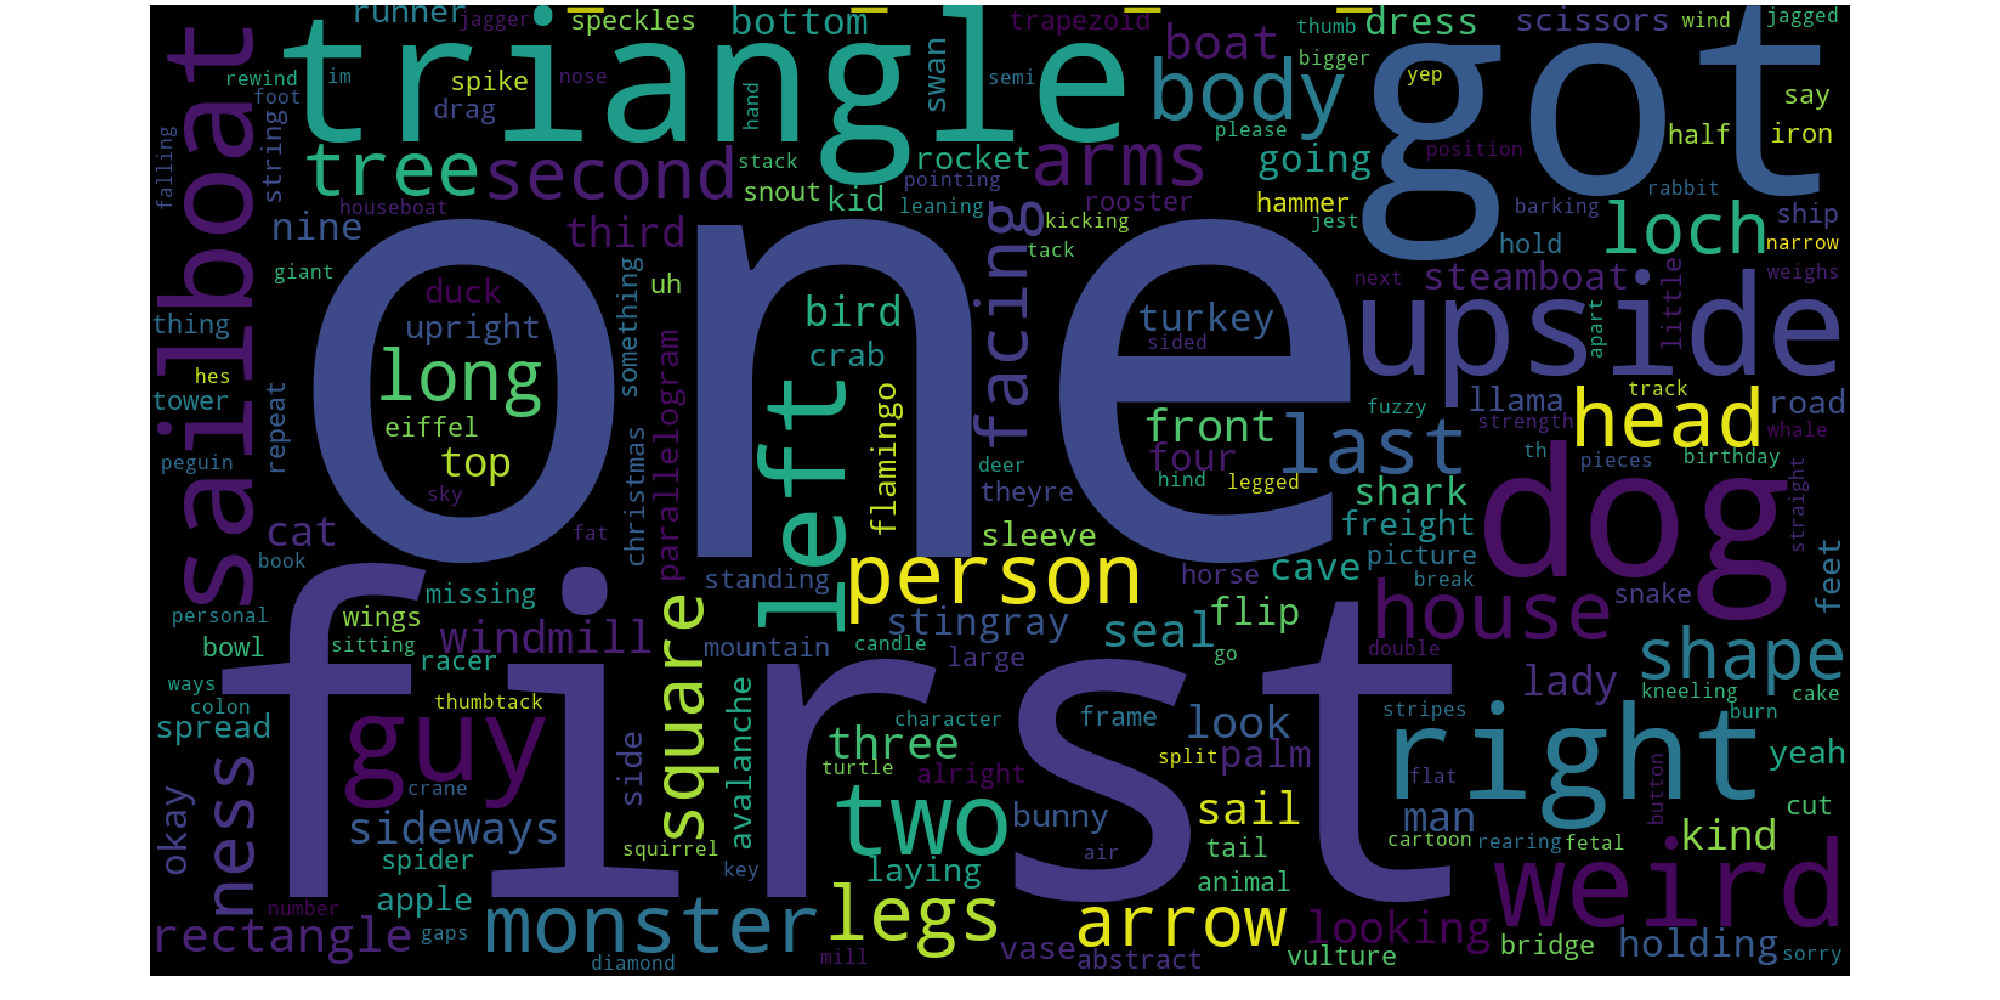 runner
jagger
speckles
bottom
trapezoid
thumb
dress
scissors
wind
jagged
triangle
boat
bigger
got
rewind
im
spike
nose
hand
swan
semi
body
yep
say
foot
drag
please
half
iron
falling
string
tree
second
stack
rocket
arms
going
position
sailboat
snout
kid
pointing
leaning
rooster
hammer
rabbit
houseboat
kicking
jest
barking
ship
nine
third
tack
hold
loch
narrow
giant
one
facing
next
steamboat
little
weighs
duck
uh
something
bird
turkey
upside
thing
upright
crab
sided
apart
hes
long
parallelogram
left
flamingo
track
tower
repeat
eiffel
front
last
fuzzy
llama
head
road
peguin
top
christmas
deer
four
strength
whale
sky
theyre
hind
legged
shark
th
pieces
birthday
cat
fat
sleeve
freight
dog
straight
book
standing
person
horse
cave
picture
break
snake
feet
personal
missing
first
wings
stingray
seal
flip
house
bowl
sitting
windmill
mountain
candle
go
double
shape
racer
square
large
lady
kneeling
cake
ways
thumbtack
colon
spread
guy
avalanche
character
frame
look
stripes
right
burn
side
three
split
palm
yeah
turtle
alright
flat
button
okay
ness
crane
two
bunny
sail
man
cut
sideways
squirrel
air
tail
cartoon
rearing
fetal
kind
spider
key
laying
animal
weird
apple
number
monster
legs
arrow
looking
rectangle
gaps
vase
bridge
holding
diamond
mill
abstract
vulture
sorry